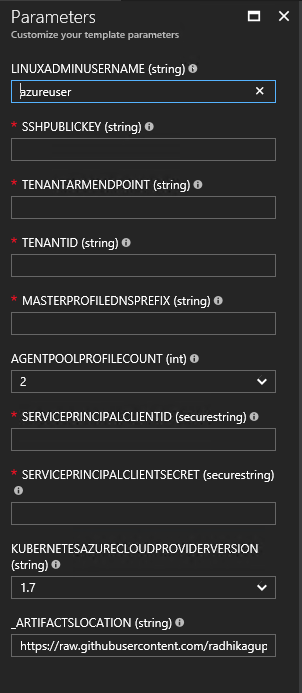 Parameters
Customize your template parameters
LINUXADMINUSERNAME (string)
azureuser
* SSHPUBLICKEY (string)
* TENANTARMENDPOINT (string)
* TENANTID (string)
* MASTERPROFILEDNSPREFIX (string)
AGENTPOOLPROFILECOUNT (int)
2
* SERVICEPRINCIPALCLIENTID (securestring)
* SERVICEPRINCIPALCLIENTSECRET (securestring)
KUBERNETESAZURECLOUDPROVIDERVERSION
(string)
1.7
_ARTIFACTSLOCATION (string)
https://raw.githubusercontent.com/radhikagup